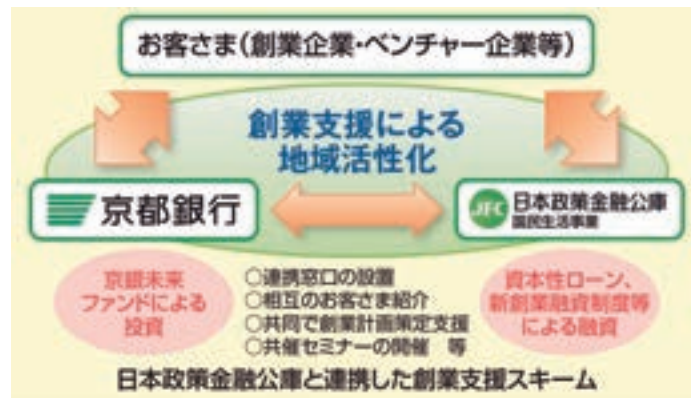 お客さま(創業企業・ベンチャー企業等)
創業支援による
地域活性化
京都銀行
JFC 日本政策金融公庫
国民生活事業
京銀未来
ファンドによる
投資
○連携窓口の設置
○相互のお客さま紹介
○共同で創業計画策定支援
○共催セミナーの開催 等
資本性ローン、
新創業融資制度等
による融資
日本政策金融公庫と連携した創業支援スキーム